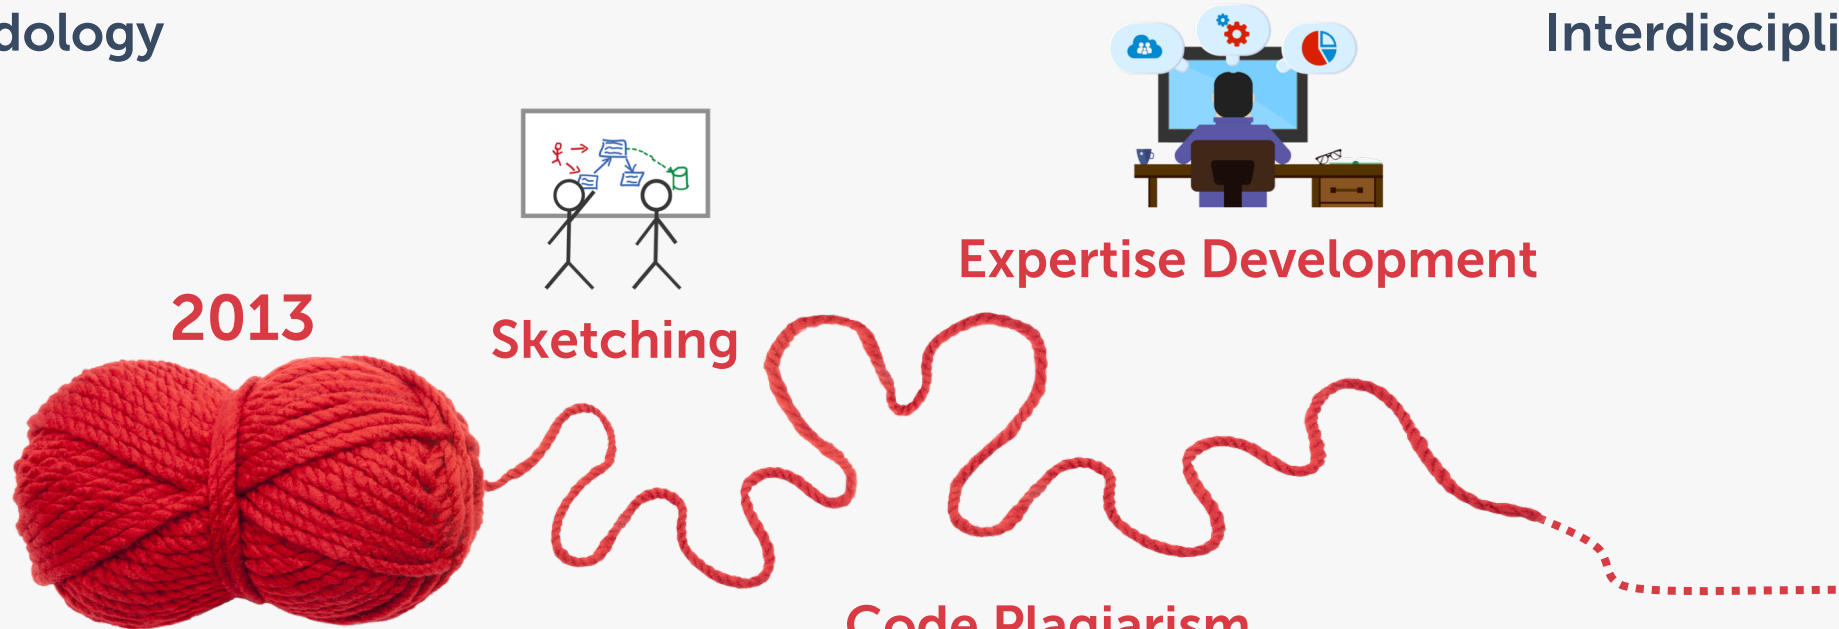 dology
Interdiscipli
Expertise Development
2013
Sketching
Code Plagiarism